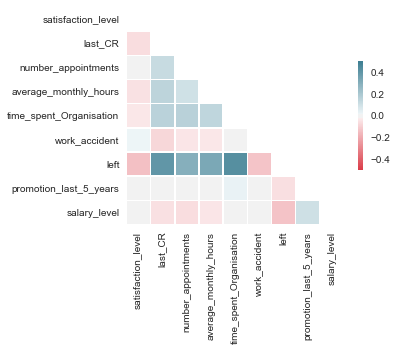 satisfaction_level
last_CR
number_appointments
average_monthly_hours
time_spent_Organisation
work_accident
left
promotion_last_5_years
salary_level
0.4
0.2
0.0
−0.2
−0.4
satisfaction_level
last_CR
number_appointments
average_monthly_hours
time_spent_Organisation
work_accident
left
promotion_last_5_years
salary_level